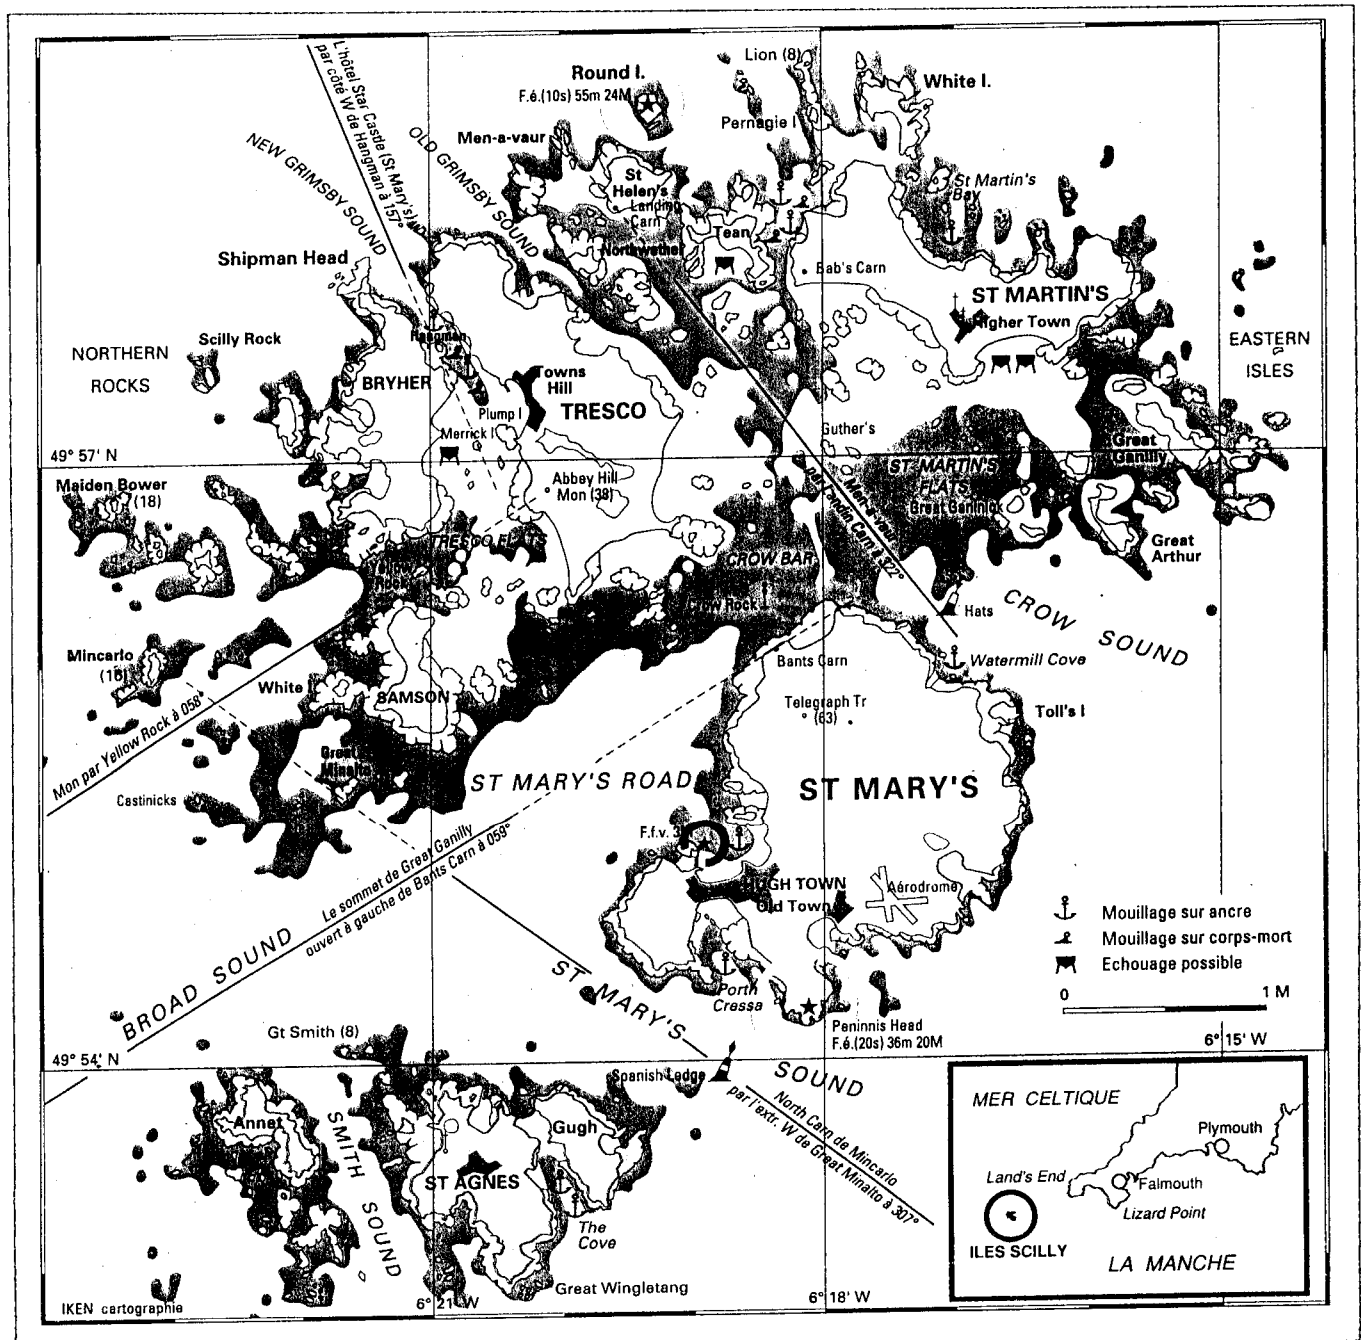 Lion (8)
Round I.
F.é.(10s) 55m 24M
White I.
Pernagie I
L'hôtel Star Castle (St Mary's)
par côté W de Hangman à 157°
Men-a-vaur
OLD GRIMSBY SOUND
NEW GRIMSBY SOUND
St
Helen's
Landing
Carn
St Martin's
Bay
Tean
Northwether
Shipman Head
Bab's Carn
ST MARTIN'S
Higher Town
Hangman
Scilly Rock
NORTHERN
ROCKS
EASTERN
ISLES
BRYHER
Towns
Hill
TRESCO
Plump I
Merrick I
Guther's
49° 57' N
Great
Ganilly
ST MARTIN'S
FLATS
Great Ganinick
Maiden Bower
(18)
Abbey Hill
Mon (38)
Men-a-vaur
par Landin Carn à 322°
Great
Arthur
TRESCO FLATS
CROW BAR
Yellow
Rock
Crow Rock
Hats
CROW SOUND
Mincarlo
(16)
Bants Carn
Watermill Cove
White
SAMSON
Telegraph Tr
(63)
Toll's I
Mon par Yellow Rock à 058°
Great
Minalto
ST MARY'S ROAD
ST MARY'S
Castinicks
F.f.v. 3
Le sommet de Great Ganilly
ouvert à gauche de Bants Carn à 059°
HUGH TOWN
Old Town
Aérodrome
Mouillage sur ancre
Mouillage sur corps-mort
Echouage possible
0 1 M
BROAD SOUND
ST MARY'S
SOUND
Porth
Cressa
Peninnis Head
F.é.(20s) 36m 20M
6° 15' W
Gt Smith (8)
49° 54' N
Spanish Ledge
North Carn de Mincarlo
par l'extr. W de Great Minalto à 307°
Annet
SMITH SOUND
Gugh
ST AGNES
The
Cove
Great Wingletang
MER CELTIQUE
Plymouth
Land's End
Falmouth
Lizard Point
ILES SCILLY
LA MANCHE
IKEN cartographie
6° 21' W
6° 18' W